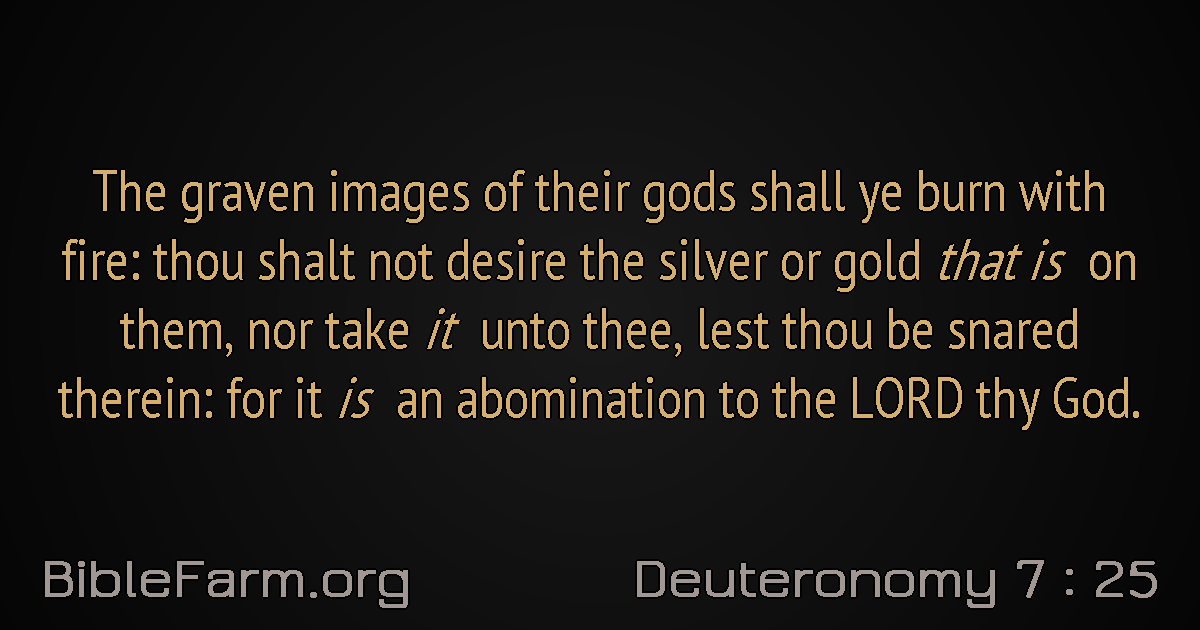 The graven images of their gods shall ye burn with
fire: thou shalt not desire the silver or gold that is on
them, nor take it unto thee, lest thou be snared
therein: for it is an abomination to the LORD thy God.
BibleFarm.org
Deuteronomy 7 : 25